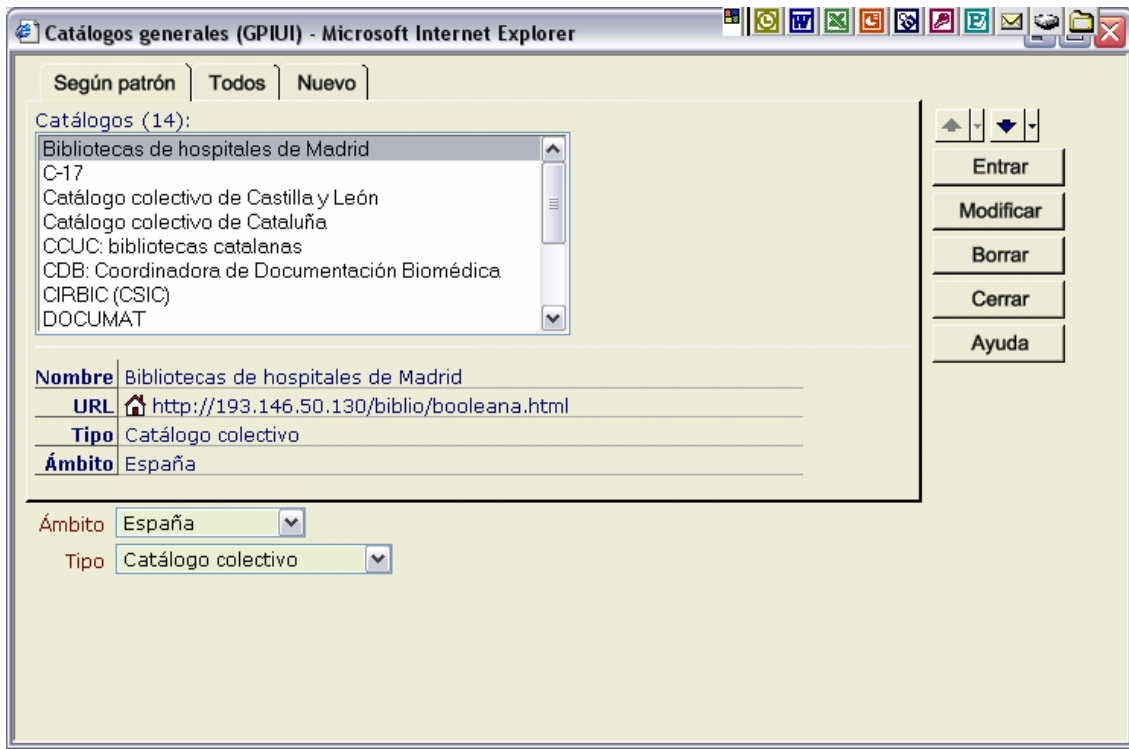 Catálogos generales (GPIUI) - Microsoft Internet Explorer
Según patrón Todos Nuevo
Catálogos (14):
Bibliotecas de hospitales de Madrid
C-17
Catálogo colectivo de Castilla y León
Catálogo colectivo de Cataluña
CCUC: bibliotecas catalanas
CDB: Coordinadora de Documentación Biomédica
CIRBIC (CSIC)
DOCUMAT
Entrar
Modificar
Borrar
Cerrar
Ayuda
Nombre Bibliotecas de hospitales de Madrid
URL http://193.146.50.130/biblio/booleana.html
Tipo Catálogo colectivo
Ámbito España
Ámbito España
Tipo Catálogo colectivo